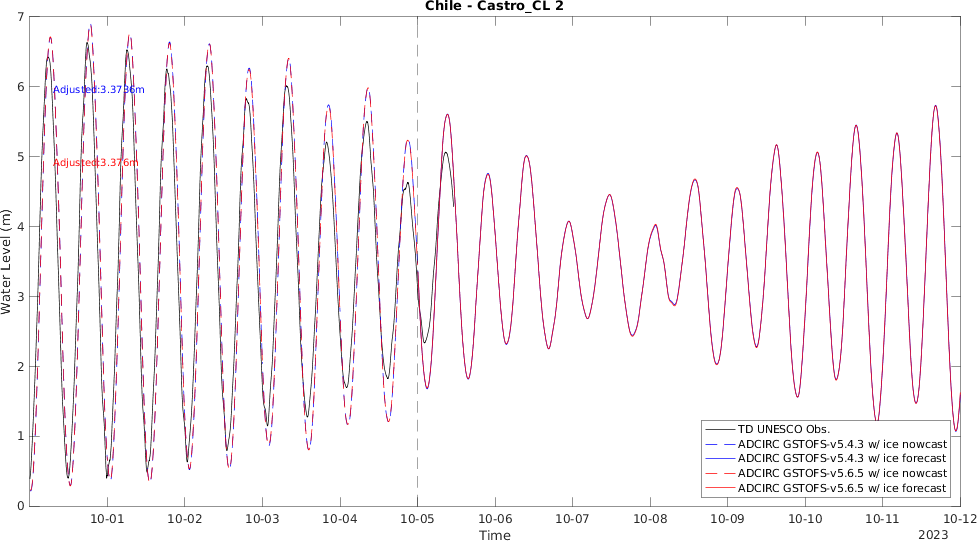 Chile - Castro_CL 2
7
6
5
4
3
2
1
0
Water Level (m)
Adjusted:3.3736m
Adjusted:3.376m
TD UNESCO Obs.
ADCIRC GSTOFS-v5.4.3 w/ ice nowcast
ADCIRC GSTOFS-v5.4.3 w/ ice forecast
ADCIRC GSTOFS-v5.6.5 w/ ice nowcast
ADCIRC GSTOFS-v5.6.5 w/ ice forecast
10-01 10-02 10-03 10-04 10-05 10-06 10-07 10-08 10-09 10-10 10-11 10-12
Time
2023